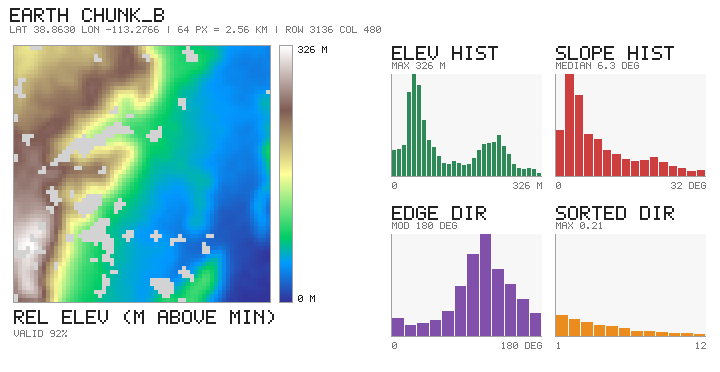 EARTH CHUNK_B
LAT 38.8630 LON -113.2766 | 64 PX = 2.56 KM | ROW 3136 COL 480
326 M
0 M
REL ELEV (M ABOVE MIN)
VALID 92%
ELEV HIST
MAX 326 M
0 326 M
SLOPE HIST
MEDIAN 6.3 DEG
0 32 DEG
EDGE DIR
MOD 180 DEG
0 180 DEG
SORTED DIR
MAX 0.21
1 12